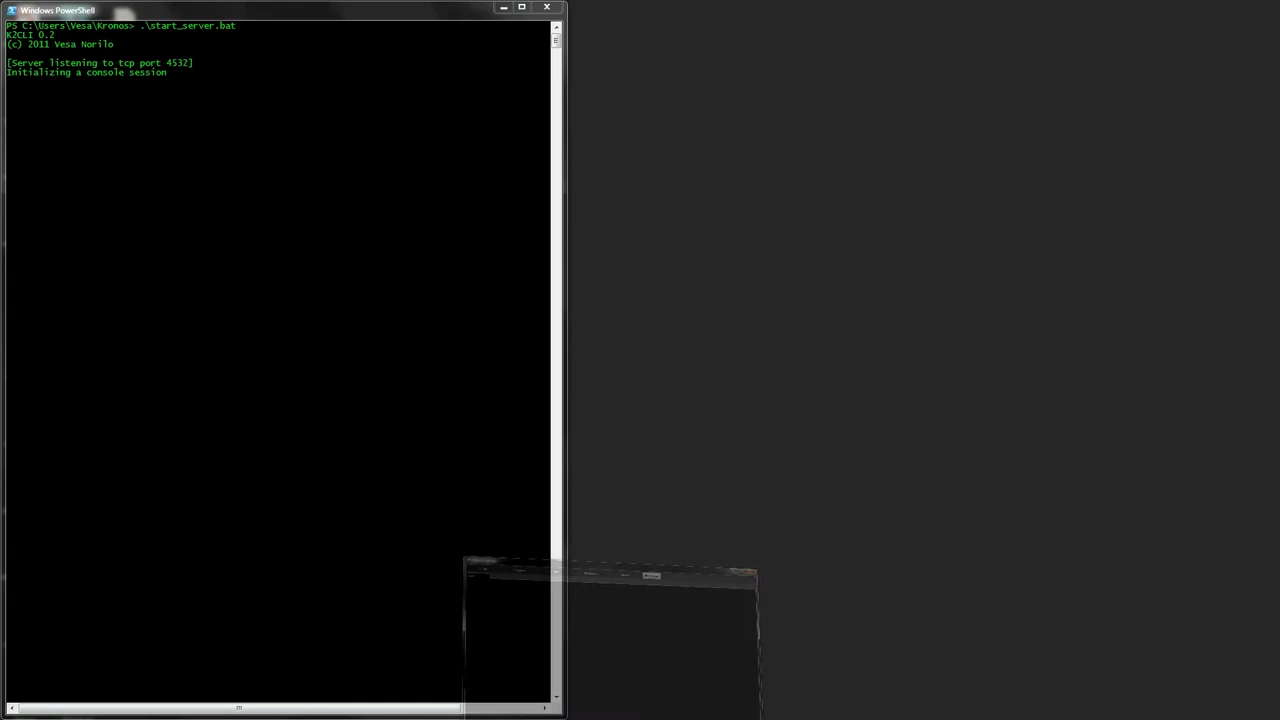 Windows PowerShell
PS C:\Users\Vesa\Kronos> .\start_server.bat
K2CLI 0.2
(c) 2011 Vesa Norilo
[Server listening to tcp port 4532]
Initializing a console session